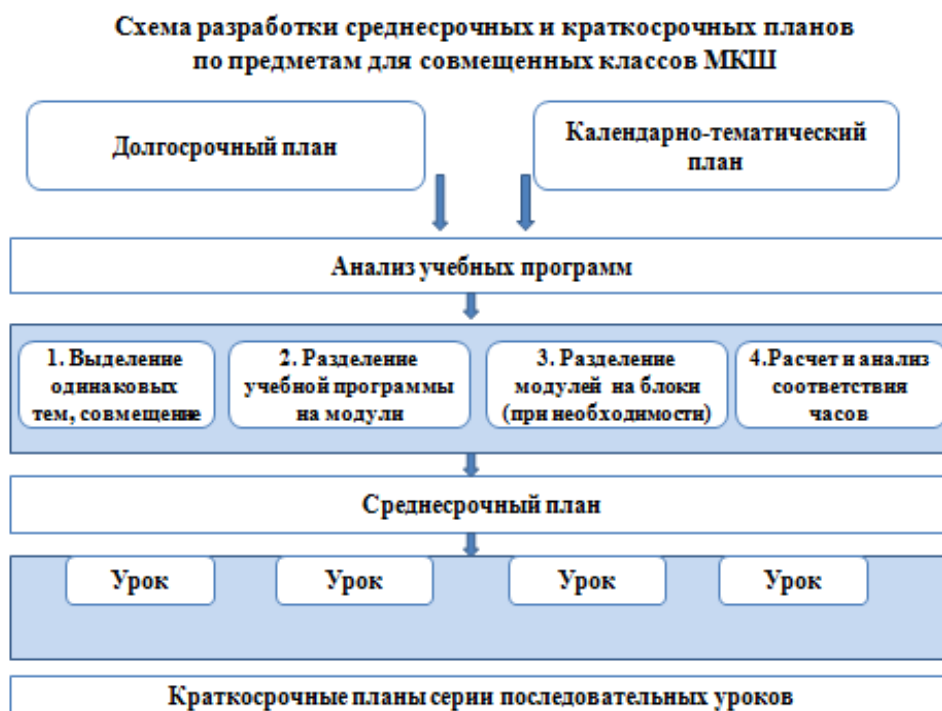 Схема разработки среднесрочных и краткосрочных планов
по предметам для совмещенных классов МКШ
Долгосрочный план
Календарно-тематический
план
Анализ учебных программ
1. Выделение
одинаковых
тем, совмещение
2. Разделение
учебной программы
на модули
3. Разделение
модулей на блоки
(при необходимости)
4.Расчет и анализ
соответствия
часов
Среднесрочный план
Урок
Урок
Урок
Урок
Краткосрочные планы серии последовательных уроков